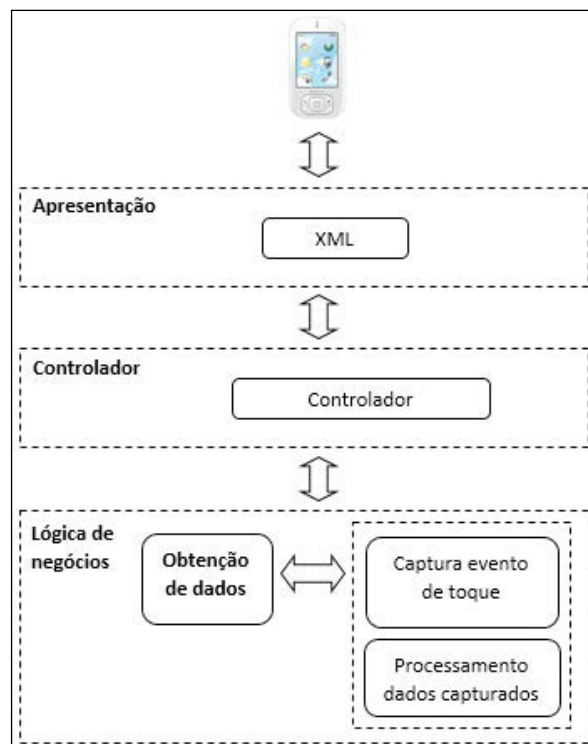 Apresentação
XML
Controlador
Controlador
Lógica de
negócios
Obtenção
de dados
Captura evento
de toque
Processamento
dados capturados